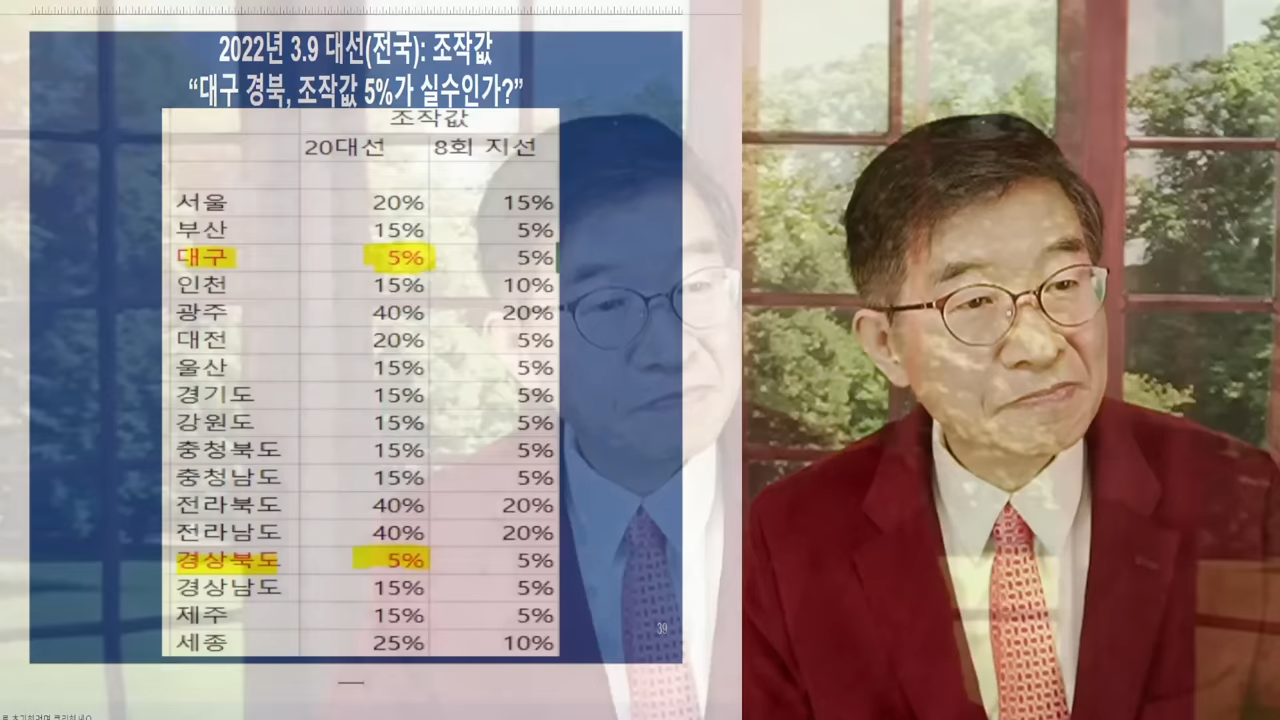 2022년 3.9 대선(전국): 조작값
“대구 경북, 조작값 5%가 실수인가?”
조작값
20대선 8회 지선
서울 20% 15%
부산 15% 5%
대구 5% 5%
인천 15% 10%
광주 40% 20%
대전 20% 5%
울산 15% 5%
경기도 15% 5%
강원도 15% 5%
충청북도 15% 5%
충청남도 15% 5%
전라북도 40% 20%
전라남도 40% 20%
경상북도 5% 5%
경상남도 15% 5%
제주 15% 5%
세종 25% 10%
39